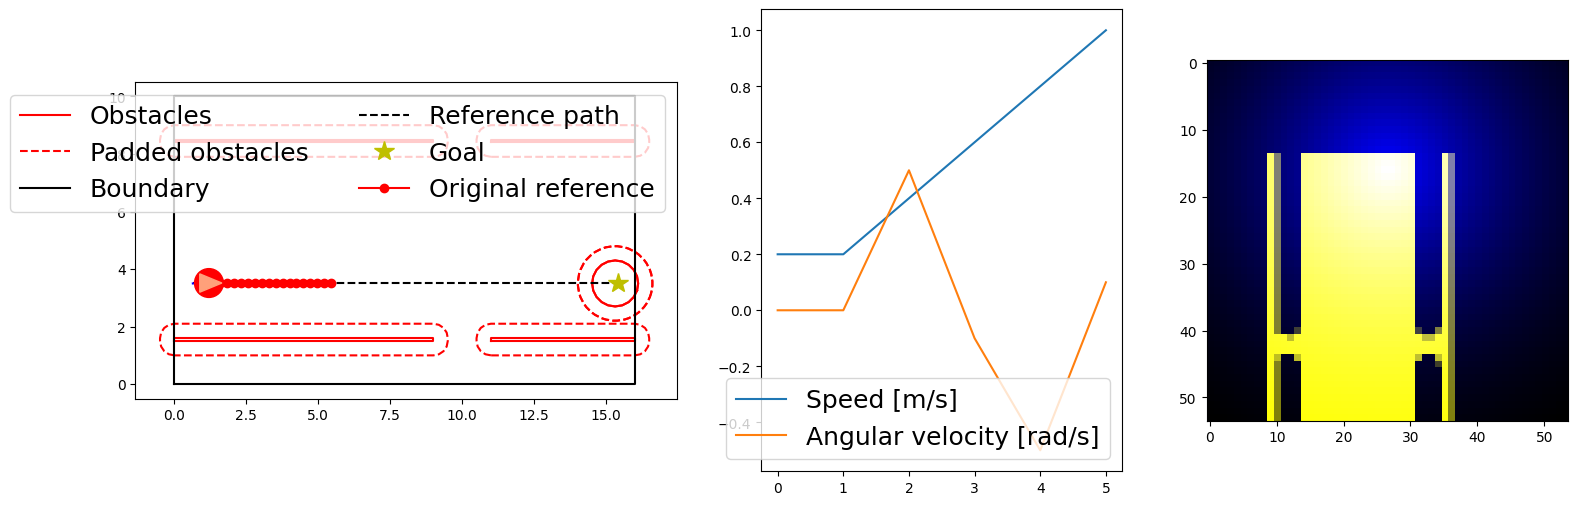 Obstacles
Padded obstacles
Boundary
Reference path
Goal
Original reference
10
6
4
2
0
0.0 2.5 5.0 7.5 10.0 12.5 15.0
1.0
0.8
0.6
0.4
0.2
0.0
−0.2
−0.4
Speed [m/s]
Angular velocity [rad/s]
0 1 2 3 4 5
0
10
20
30
40
50
0 10 20 30 40 50